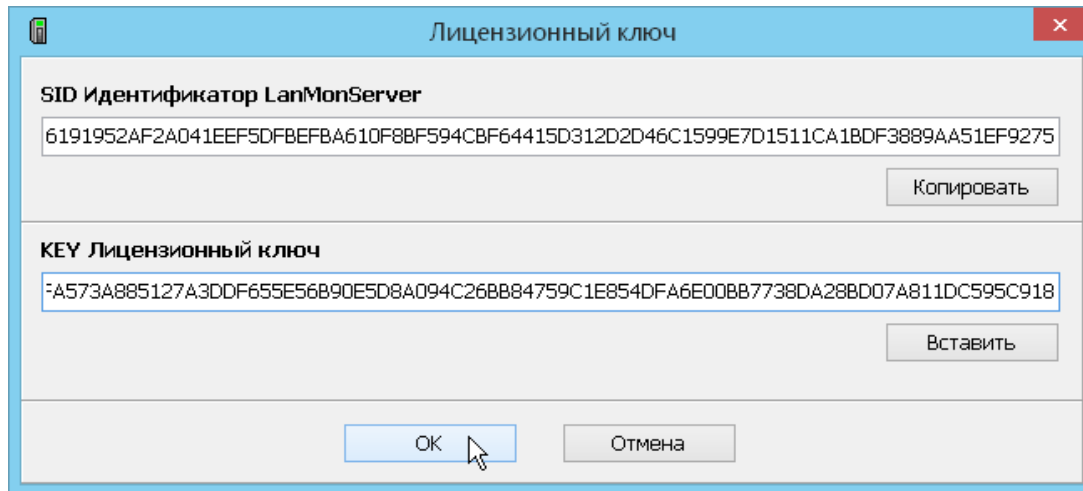 Лицензионный ключ
SID Идентификатор LanMonServer
6191952AF2A041EEF5DFBEFBA610F8BF594CBF64415D312D2D46C1599E7D1511CA1BDF3889AA51EF9275
Копировать
KEY Лицензионный ключ
FA573A885127A3DDF655E56B90E5D8A094C26BB84759C1E854DFA6E00BB7738DA28BD07A811DC595C918
Вставить
OK Отмена